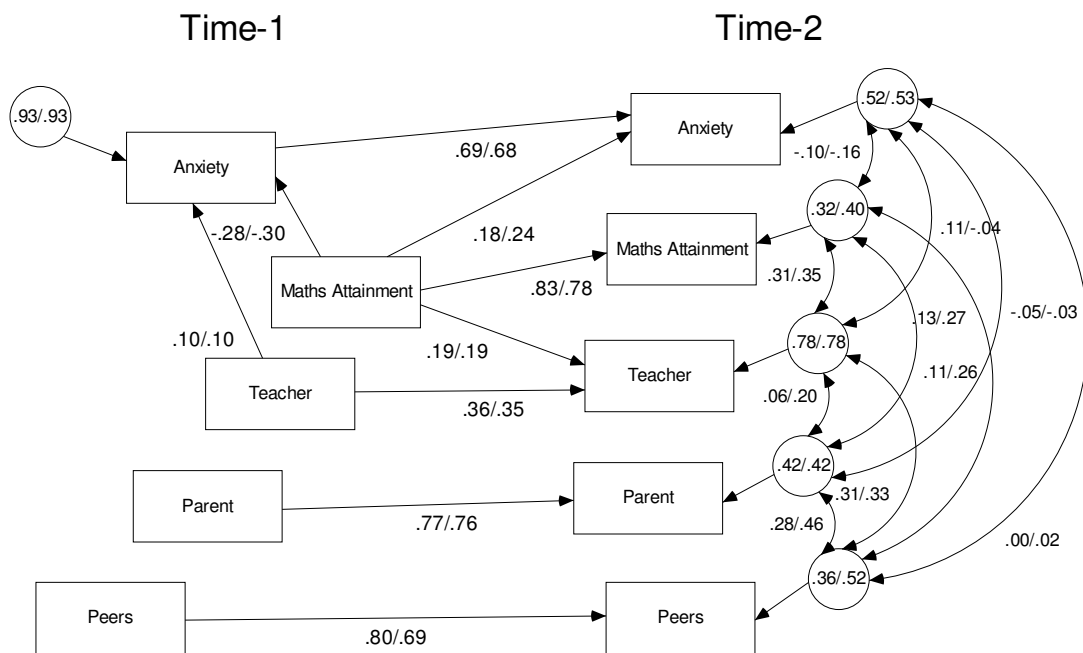 Time-1
Time-2
.93/.93
.52/.53
Anxiety
Anxiety
.69/.68
-.10/-.16
.32/.40
-.28/-.30
.18/.24
.11/-.04
Maths Attainment
Maths Attainment
.31/.35
.83/.78
-.05/-.03
.10/.10
.13/.27
.78/.78
.19/.19
Teacher
Teacher
.11/.26
.06/.20
.36/.35
.42/.42
Parent
Parent
.31/.33
.77/.76
.28/.46
.00/.02
.36/.52
Peers
Peers
.80/.69